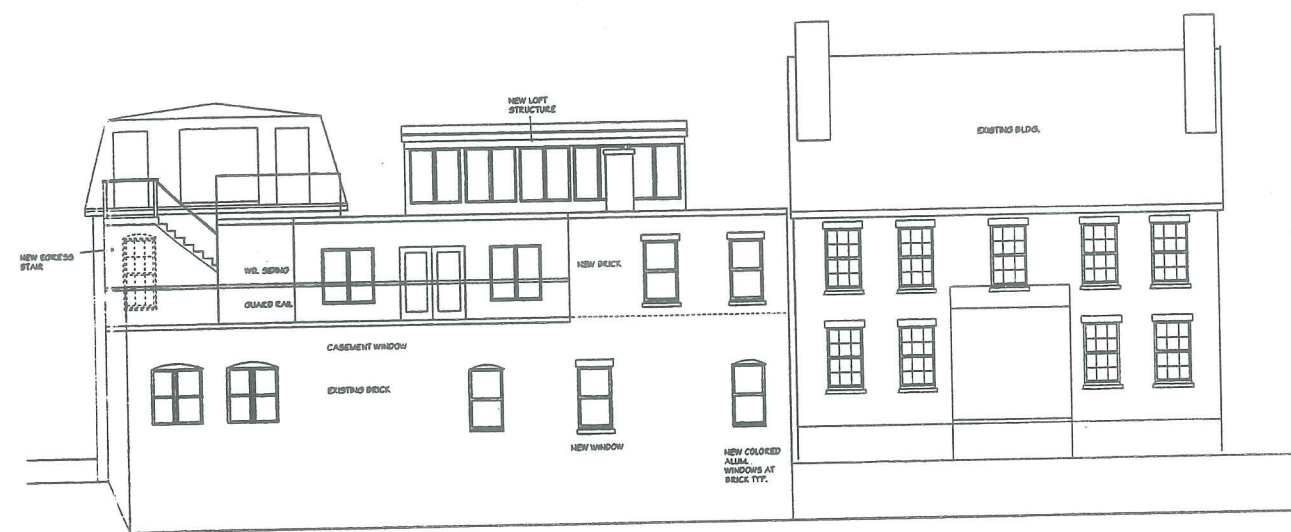 NEW LOFT
STRUCTURE
EXISTING BLDG.
NEW EGRESS
STAIR
WD. SIDING
NEW BRICK
GUARD RAIL
CASEMENT WINDOW
EXISTING BRICK
NEW WINDOW
NEW COLORED
ALUM.
WINDOWS AT
BRICK TYP.